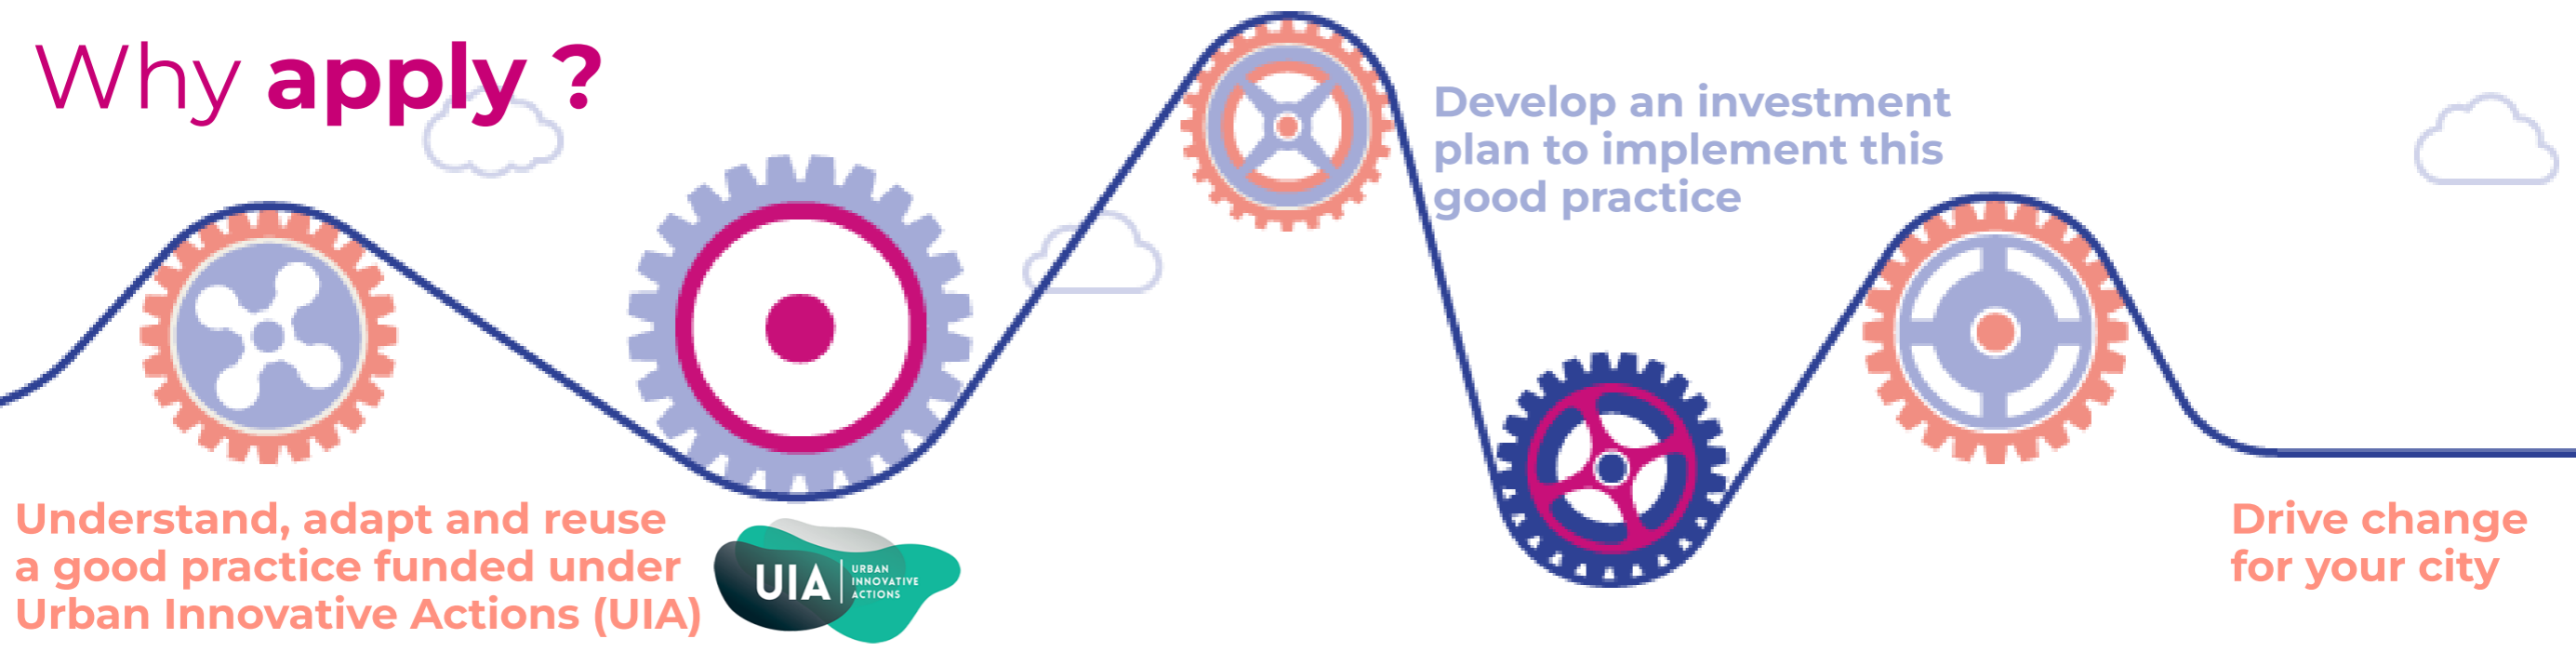 Why apply ?
Develop an investment
plan to implement this
good practice
Understand, adapt and reuse
a good practice funded under
Urban Innovative Actions (UIA)
UIA
URBAN
INNOVATIVE
ACTIONS
Drive change
for your city